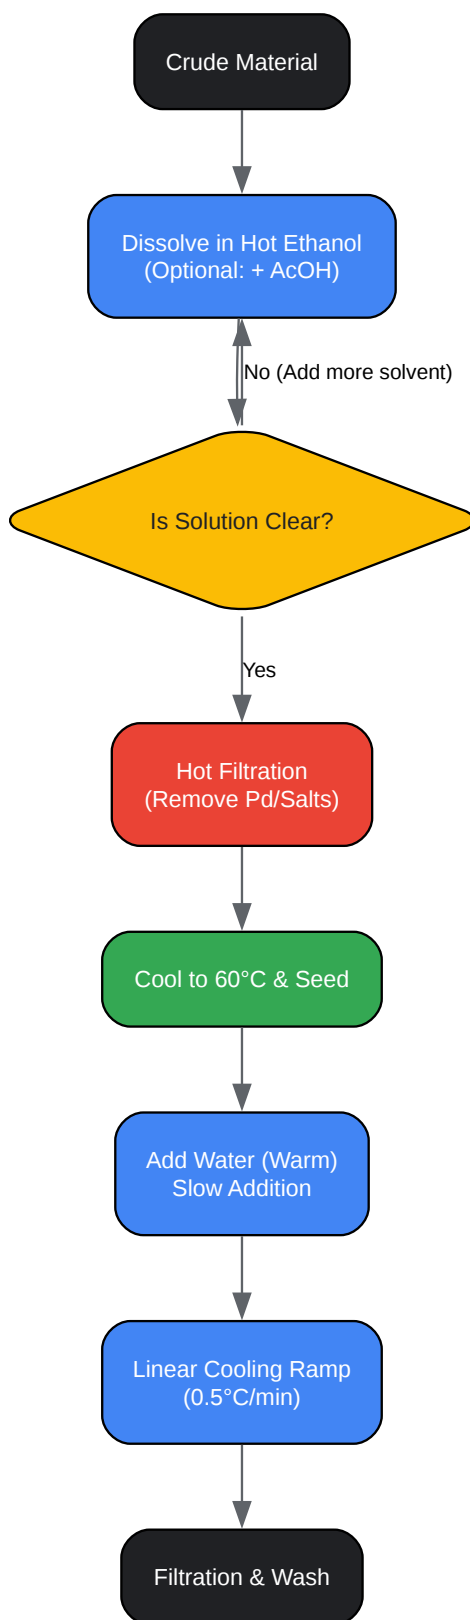 Crude Material
Dissolve in Hot Ethanol
(Optional: + AcOH)
No (Add more solvent)
Is Solution Clear?
Yes
Hot Filtration
(Remove Pd/Salts)
Cool to 60°C & Seed
Add Water (Warm)
Slow Addition
Linear Cooling Ramp
(0.5°C/min)
Filtration & Wash